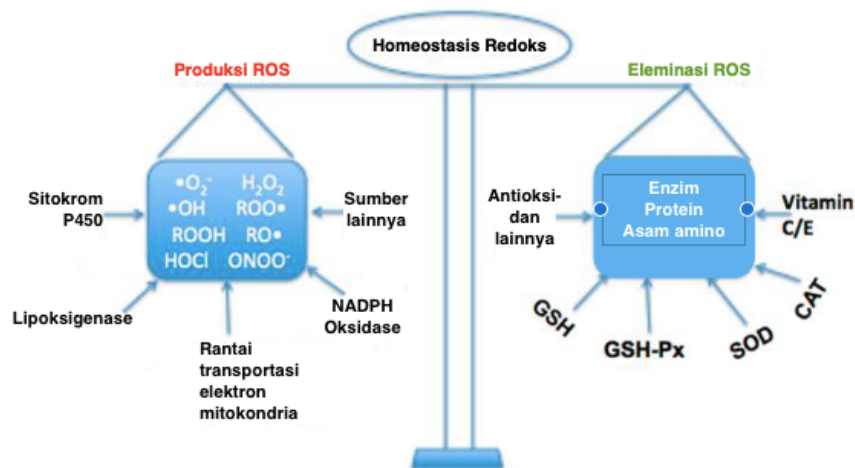 Homeostasis Redoks
Produksi ROS
Eleminasi ROS
•O₂⁻ H₂O₂
•OH ROO•
ROOH RO•
HOCl ONOO⁻
Sitokrom
P450
Sumber
lainnya
Lipoksigenase
Rantai
transportasi
elektron
mitokondria
NADPH
Oksidase
Antioksi-
dan
lainnya
Enzim
Protein
Asam amino
Vitamin
C/E
GSH
GSH-Px
SOD
CAT